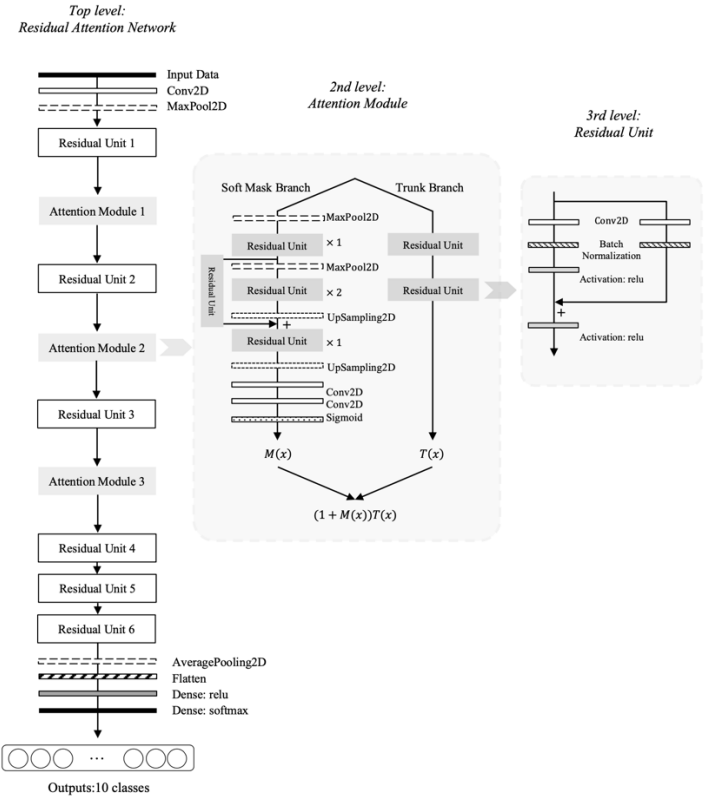 Top level:
Residual Attention Network
Input Data
Conv2D
MaxPool2D
Residual Unit 1
Attention Module 1
Residual Unit 2
Attention Module 2
Residual Unit 3
Attention Module 3
Residual Unit 4
Residual Unit 5
Residual Unit 6
AveragePooling2D
Flatten
Dense: relu
Dense: softmax
...
Outputs:10 classes
2nd level:
Attention Module
Soft Mask Branch
Trunk Branch
MaxPool2D
Residual Unit × 1
MaxPool2D
Residual Unit
Residual Unit × 2
UpSampling2D
+
Residual Unit × 1
UpSampling2D
Conv2D
Conv2D
Sigmoid
M(x)
Residual Unit
Residual Unit
T(x)
(1 + M(x))T(x)
3rd level:
Residual Unit
Conv2D
Batch
Normalization
Activation: relu
+
Activation: relu